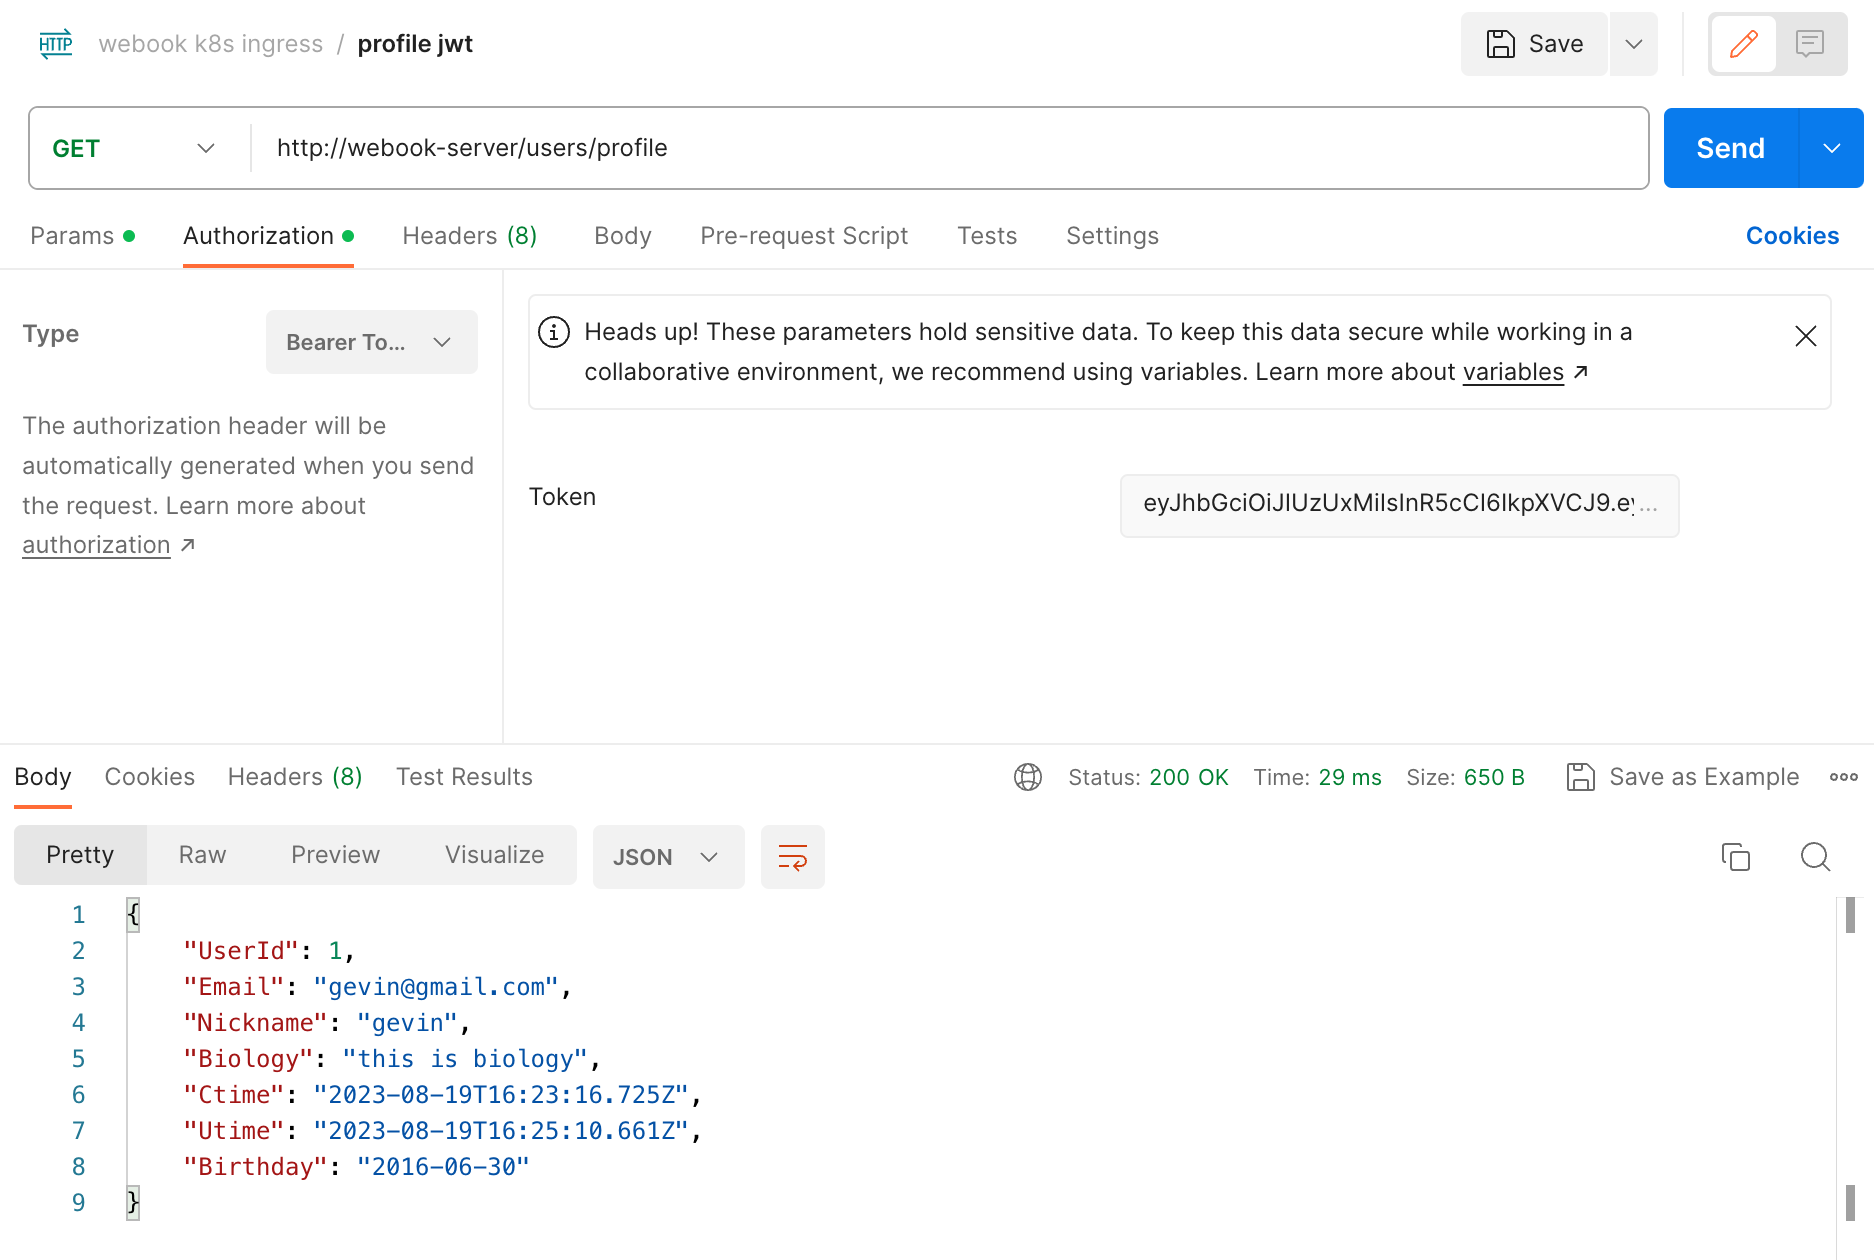 HTTP webook k8s ingress / profile jwt Save
GET http://webook-server/users/profile Send
Params Authorization Headers (8) Body Pre-request Script Tests Settings Cookies
Type Bearer To...
The authorization header will be
automatically generated when you send
the request. Learn more about
authorization ↗
Heads up! These parameters hold sensitive data. To keep this data secure while working in a
collaborative environment, we recommend using variables. Learn more about variables ↗
Token eyJhbGciOiJIUzUxMiIsInR5cCI6IkpXVCJ9.ey...
Body Cookies Headers (8) Test Results Status: 200 OK Time: 29 ms Size: 650 B Save as Example
Pretty Raw Preview Visualize JSON
1 {
2 "UserId": 1,
3 "Email": "gevin@gmail.com",
4 "Nickname": "gevin",
5 "Biology": "this is biology",
6 "Ctime": "2023-08-19T16:23:16.725Z",
7 "Utime": "2023-08-19T16:25:10.661Z",
8 "Birthday": "2016-06-30"
9 }